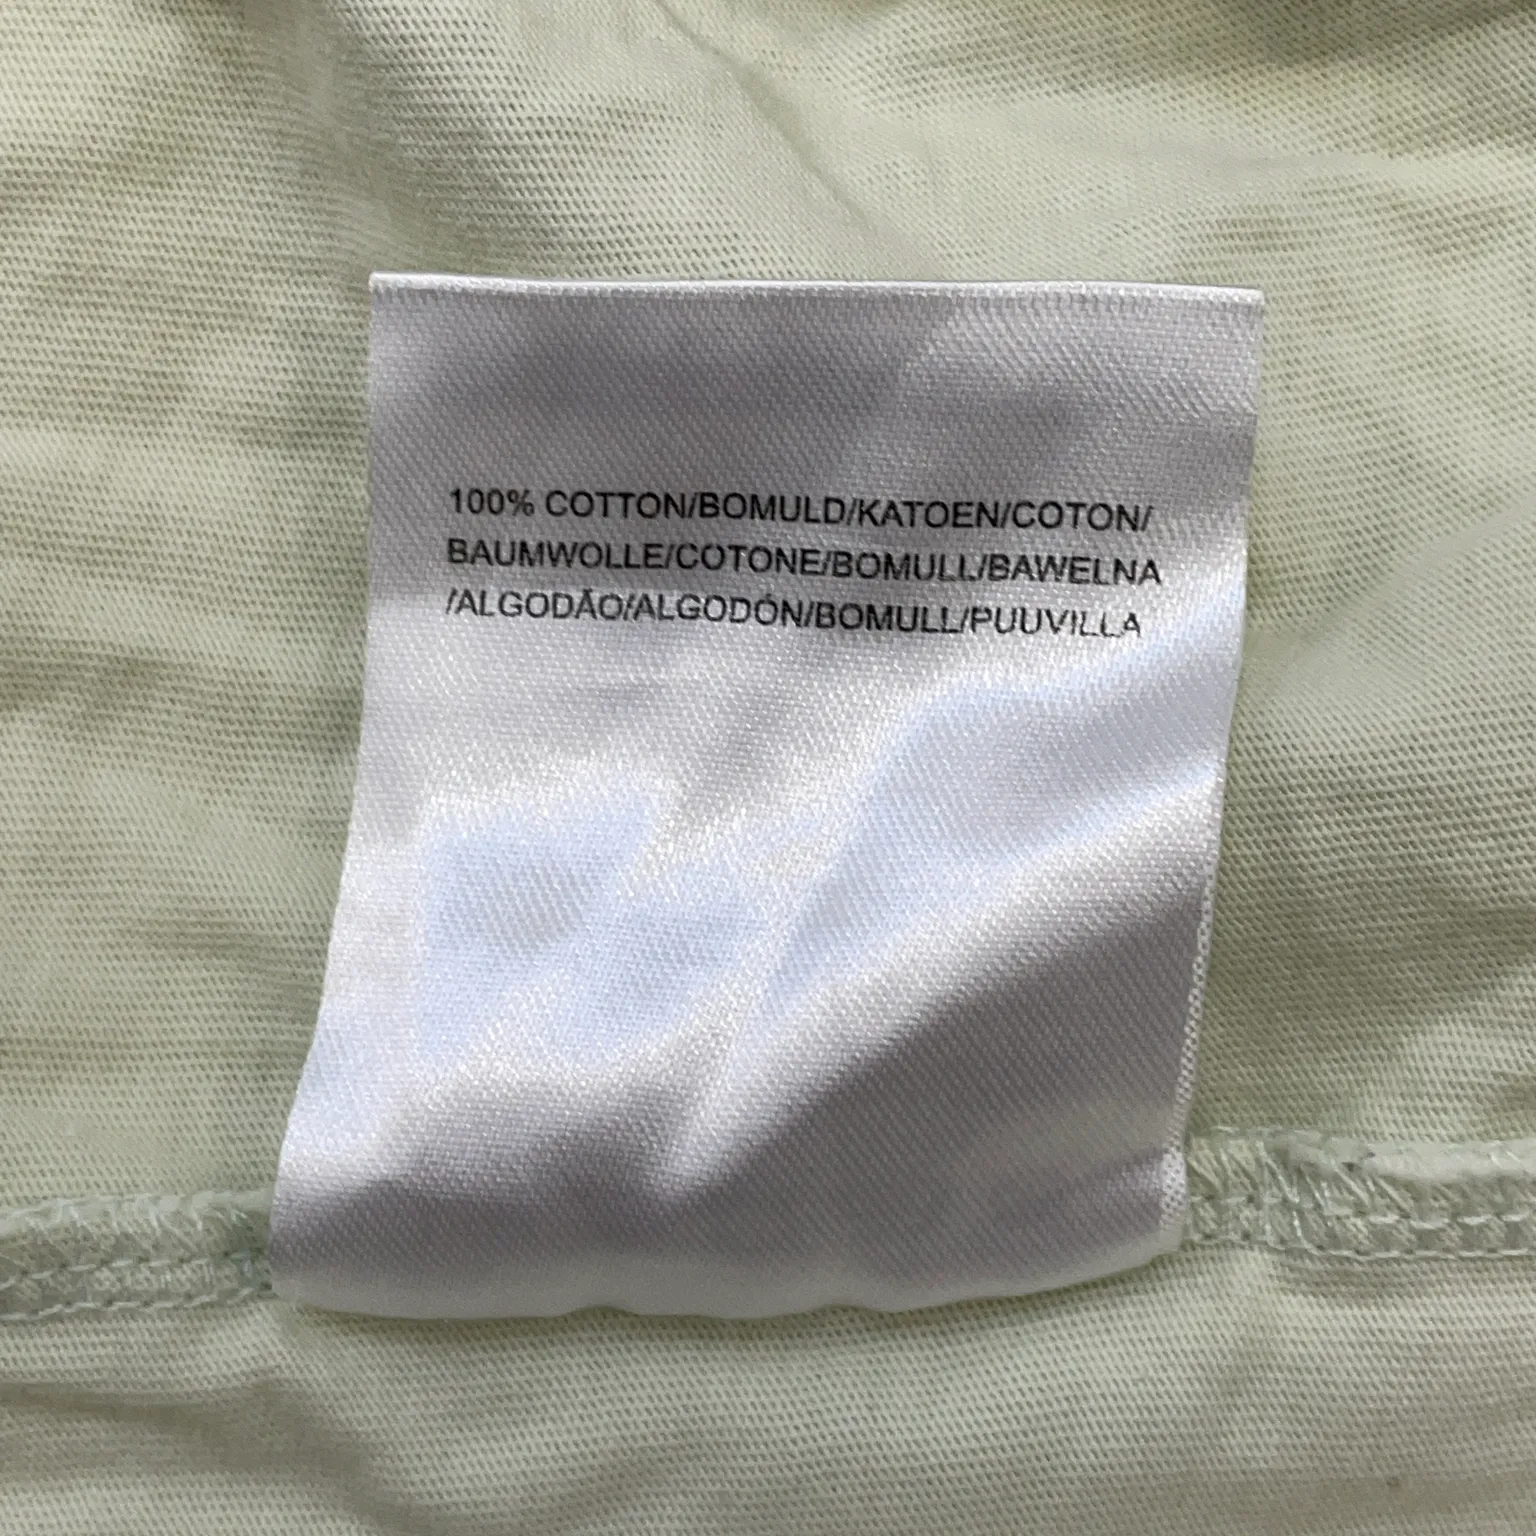 100% COTTON/BOMULD/KATOEN/COTON/
BAUMWOLLE/COTONE/BOMULL/BAWELNA
/ALGODÃO/ALGODÓN/BOMULL/PUUVILLA